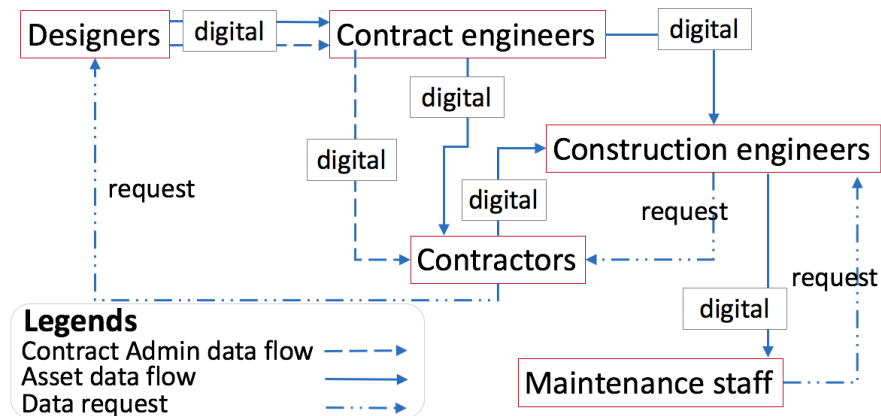 Designers
digital
Contract engineers
digital
digital
digital
Construction engineers
request
digital
request
Contractors
request
digital
Legends
Contract Admin data flow
Asset data flow
Data request
Maintenance staff